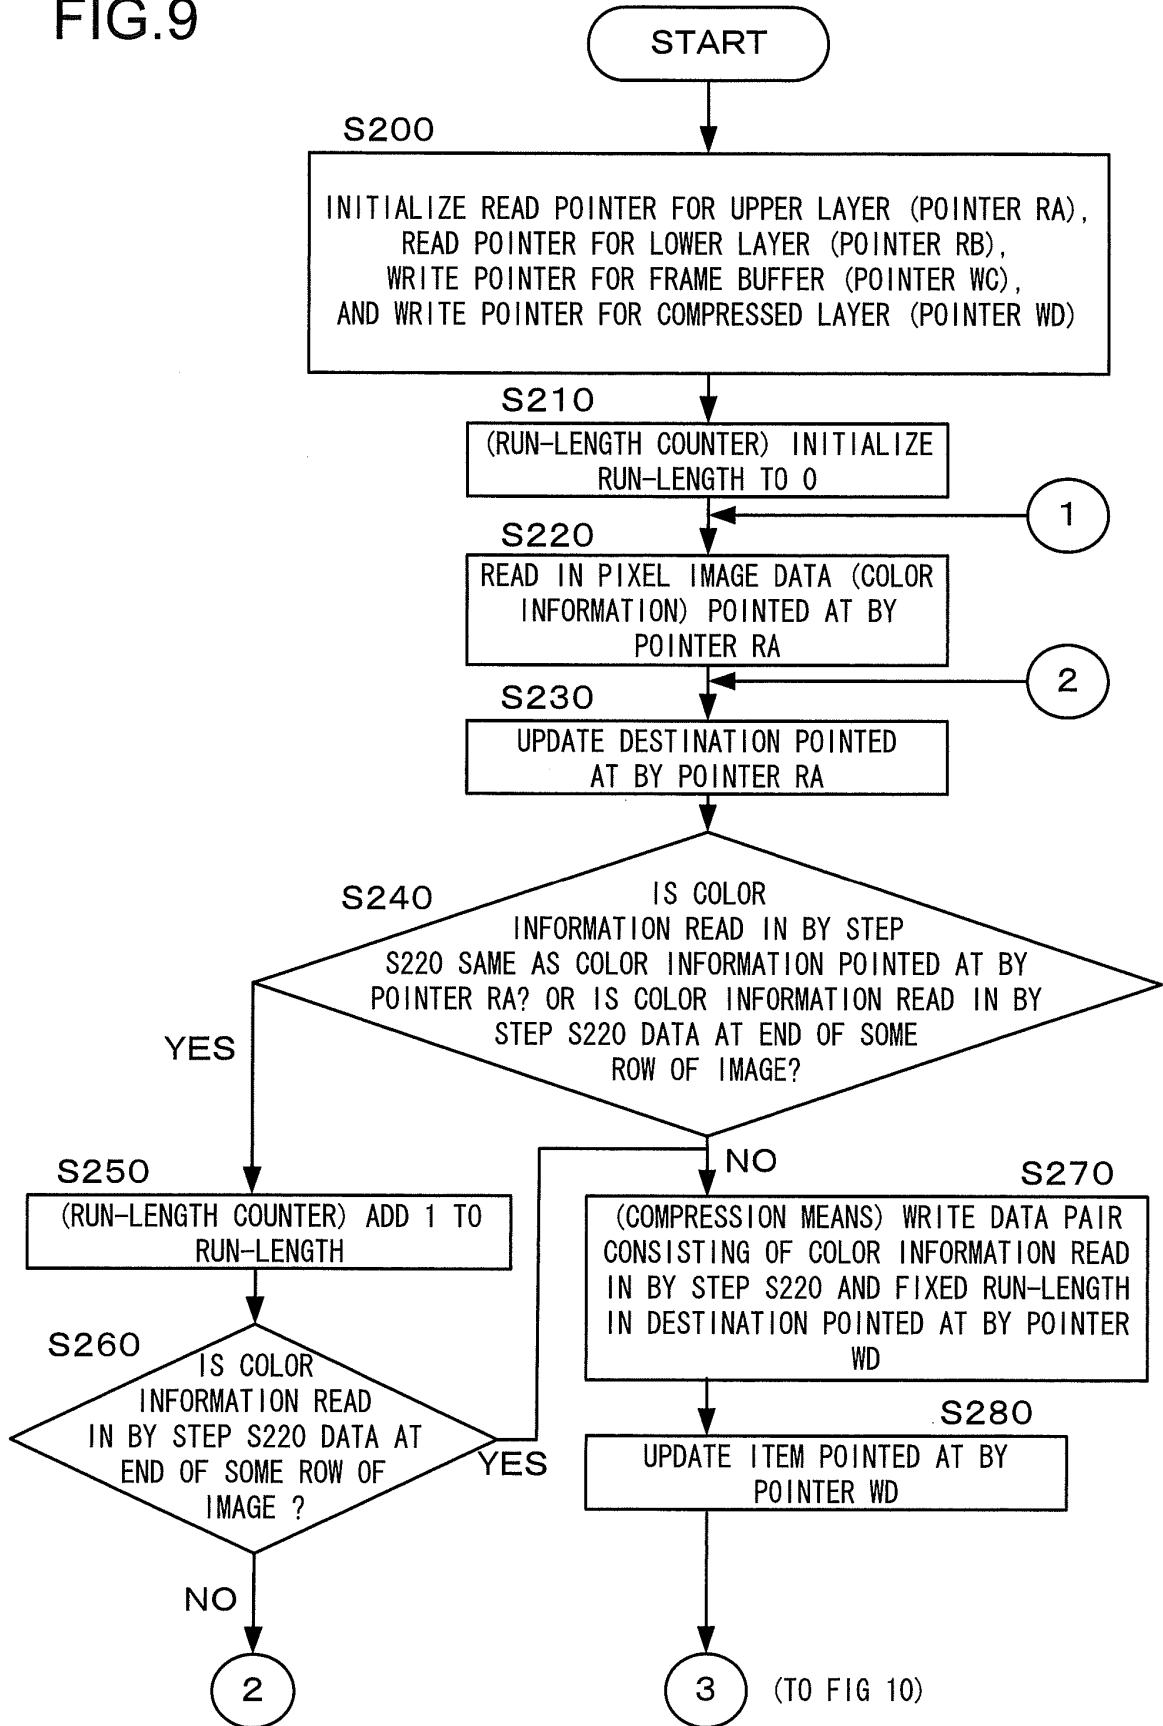 FIG.9
START
S200
INITIALIZE READ POINTER FOR UPPER LAYER (POINTER RA),
READ POINTER FOR LOWER LAYER (POINTER RB),
WRITE POINTER FOR FRAME BUFFER (POINTER WC),
AND WRITE POINTER FOR COMPRESSED LAYER (POINTER WD)
S210
(RUN-LENGTH COUNTER) INITIALIZE
RUN-LENGTH TO 0
1
S220
READ IN PIXEL IMAGE DATA (COLOR
INFORMATION) POINTED AT BY
POINTER RA
2
S230
UPDATE DESTINATION POINTED
AT BY POINTER RA
S240
IS COLOR
INFORMATION READ IN BY STEP
S220 SAME AS COLOR INFORMATION POINTED AT BY
POINTER RA? OR IS COLOR INFORMATION READ IN BY
STEP S220 DATA AT END OF SOME
ROW OF IMAGE?
YES
NO
S250
(RUN-LENGTH COUNTER) ADD 1 TO
RUN-LENGTH
S260
IS COLOR
INFORMATION READ
IN BY STEP S220 DATA AT
END OF SOME ROW OF
IMAGE ?
YES
NO
2
S270
(COMPRESSION MEANS) WRITE DATA PAIR
CONSISTING OF COLOR INFORMATION READ
IN BY STEP S220 AND FIXED RUN-LENGTH
IN DESTINATION POINTED AT BY POINTER
WD
S280
UPDATE ITEM POINTED AT BY
POINTER WD
3
(TO FIG 10)